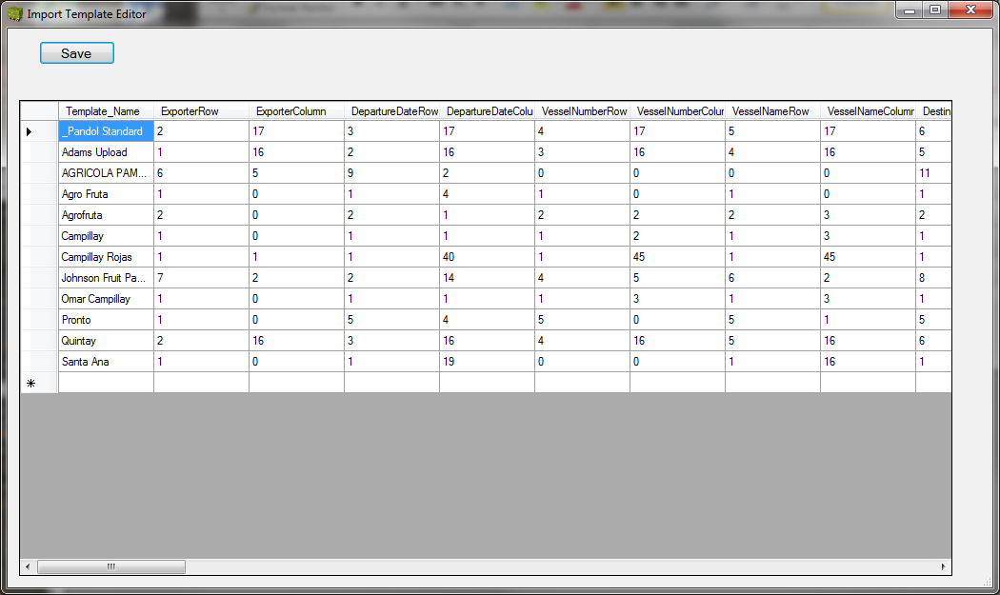 Import Template Editor
Save
Template_Name ExporterRow ExporterColumn DepartureDateRow DepartureDateColu VesselNumberRow VesselNumberColur VesselNameRow VesselNameColumr Destin
_Pandol Standard 2 17 3 17 4 17 5 17 6
Adams Upload 1 16 2 16 3 16 4 16 5
AGRICOLA PAM... 6 5 9 2 0 0 0 0 11
Agro Fruta 1 0 1 4 1 0 1 0 1
Agrofruta 2 0 2 1 2 2 2 3 2
Campillay 1 0 1 1 1 2 1 3 1
Campillay Rojas 1 1 1 40 1 45 1 45 1
Johnson Fruit Pa... 7 2 2 14 4 5 6 2 8
Omar Campillay 1 0 1 1 1 3 1 3 1
Pronto 1 0 5 4 5 0 5 1 5
Quintay 2 16 3 16 4 16 5 16 6
Santa Ana 1 0 1 19 0 0 1 16 1